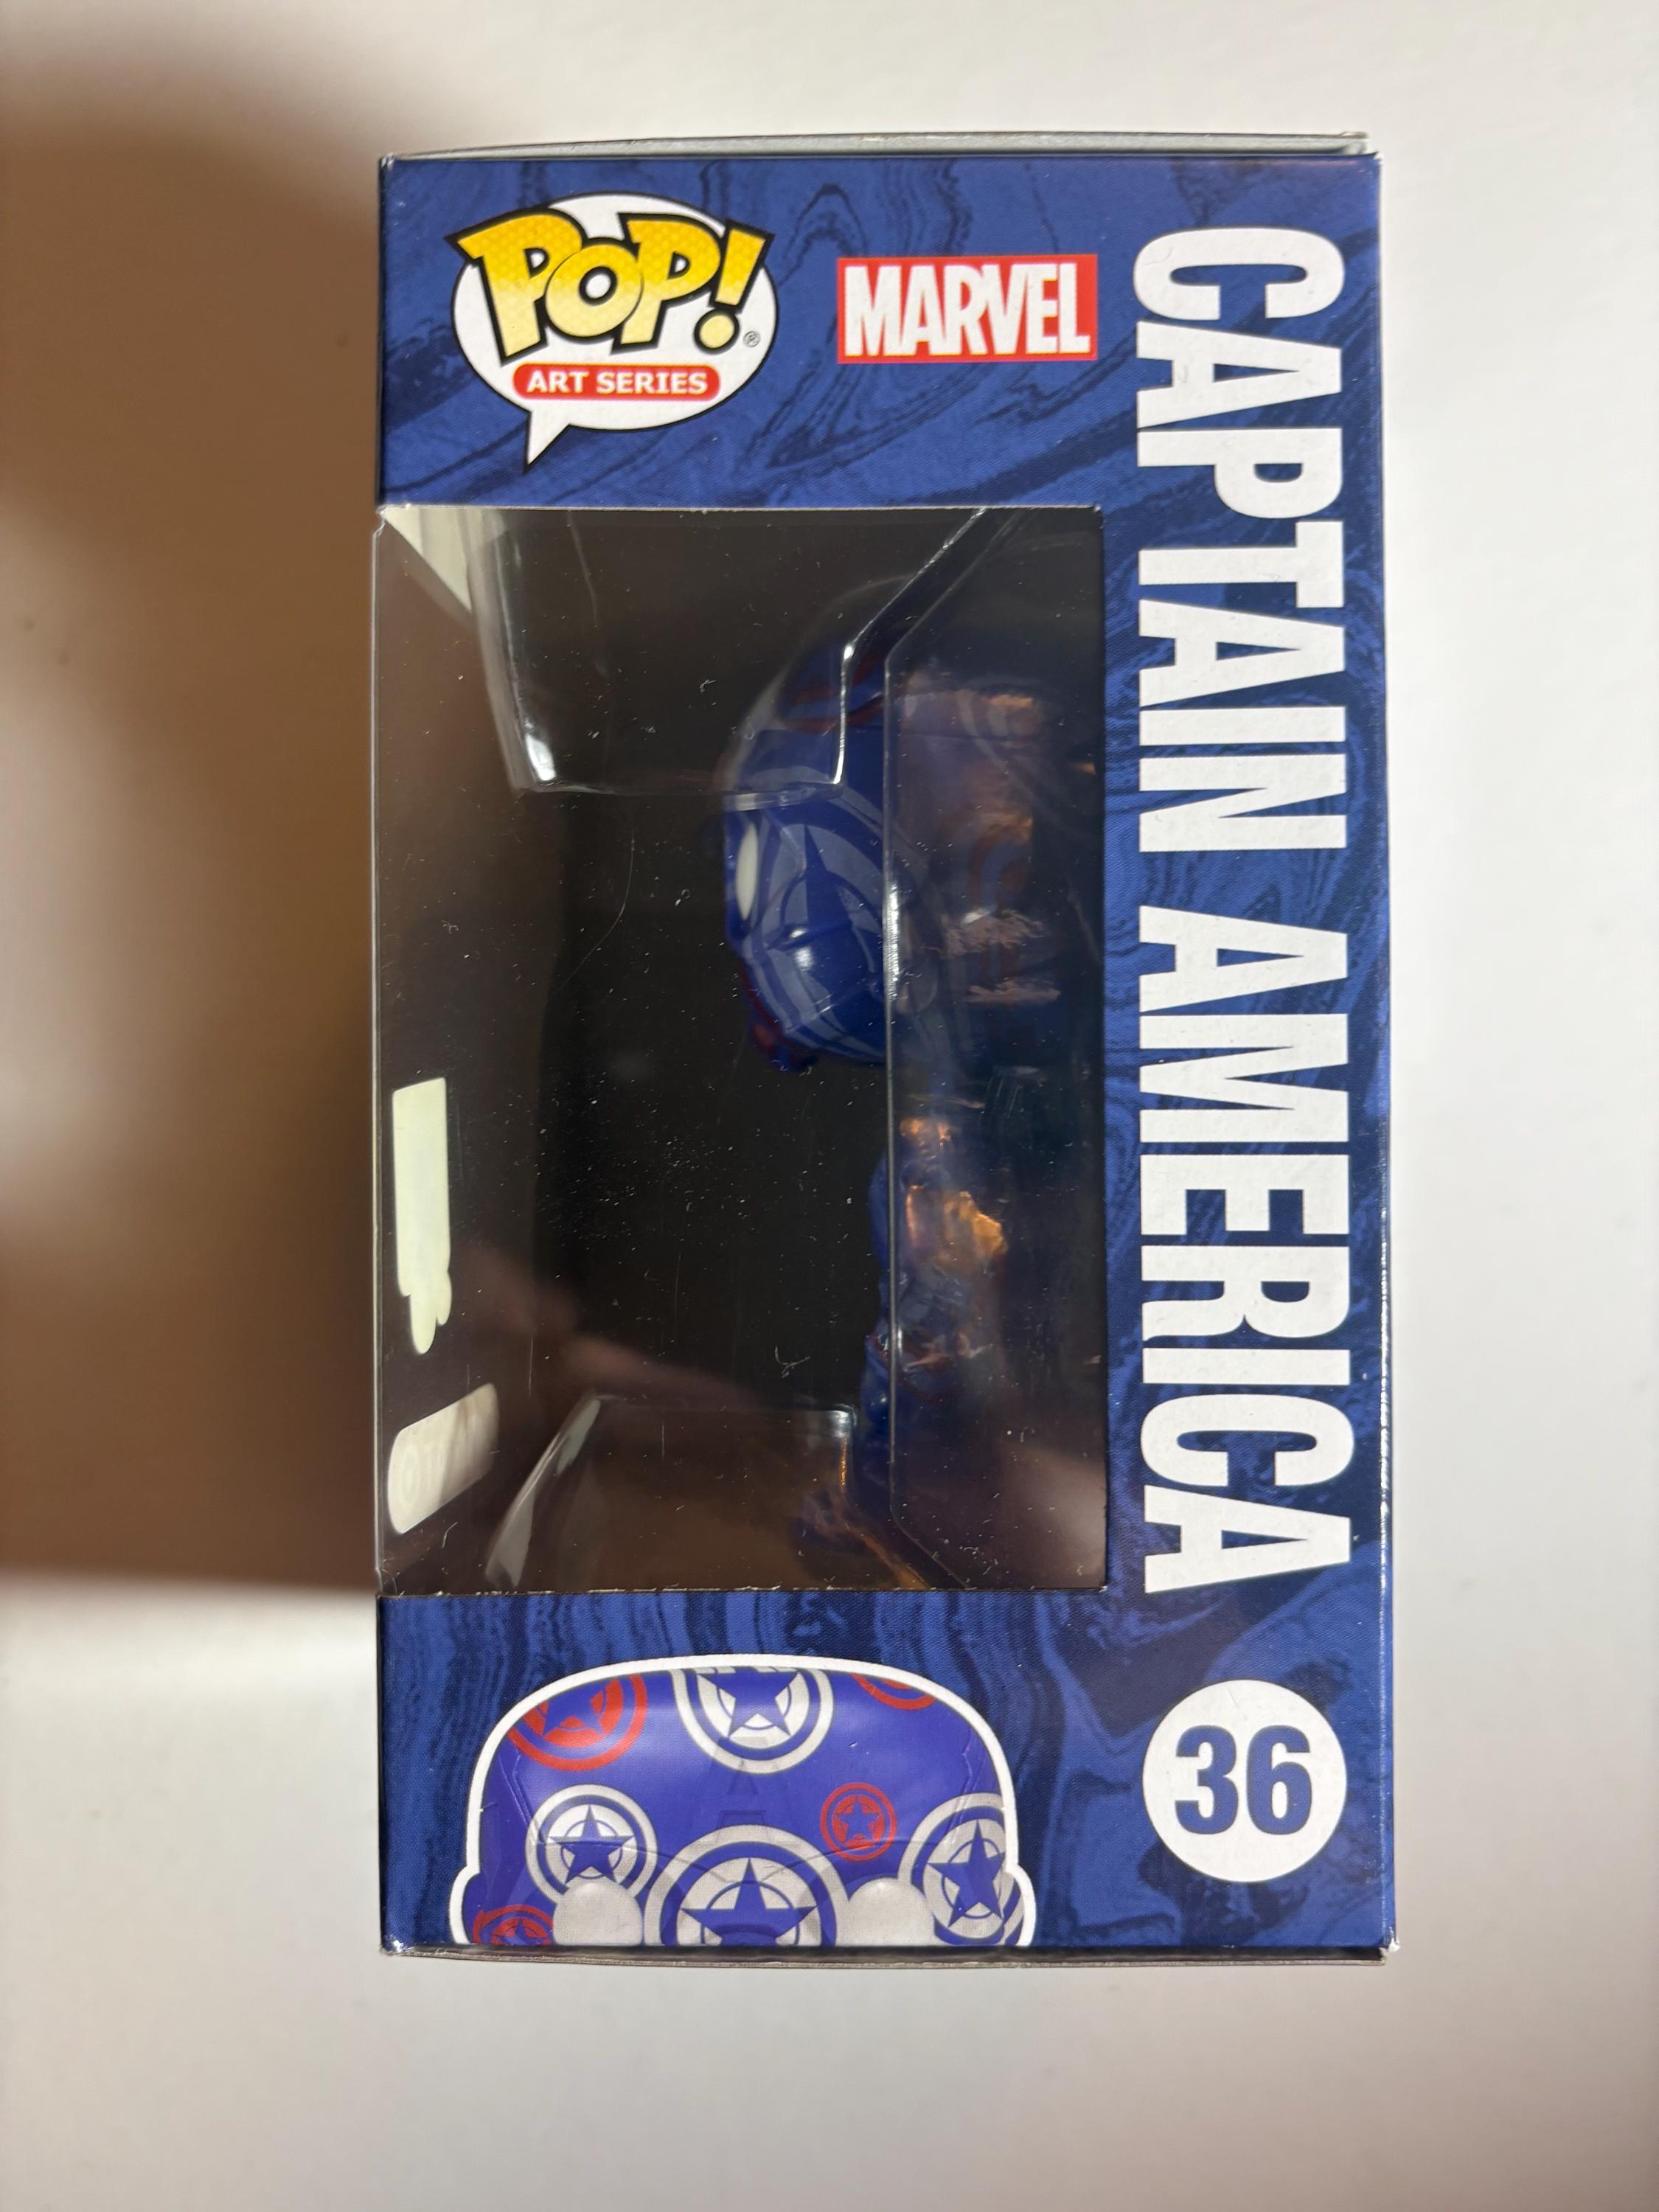 POP!®
ART SERIES
MARVEL
CAPTAIN AMERICA
36